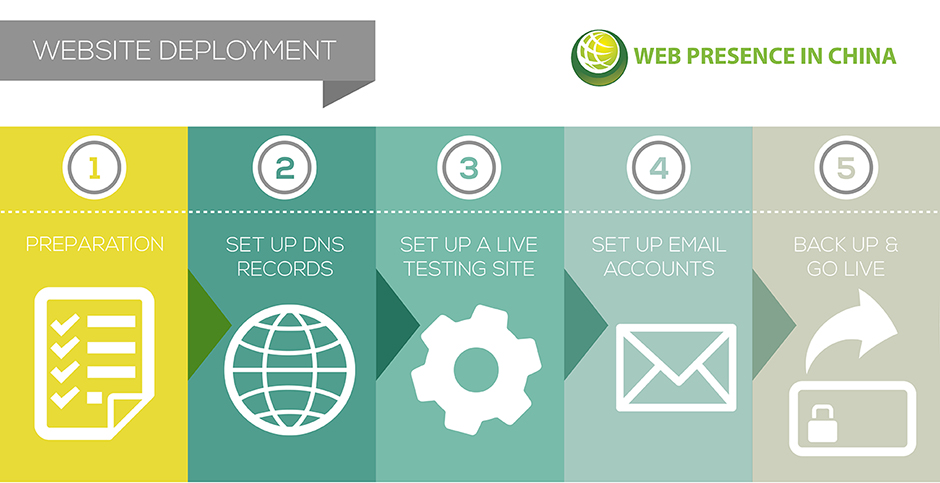 WEBSITE DEPLOYMENT
WEB PRESENCE IN CHINA
1
PREPARATION
2
SET UP DNS
RECORDS
3
SET UP A LIVE
TESTING SITE
4
SET UP EMAIL
ACCOUNTS
5
BACK UP &
GO LIVE